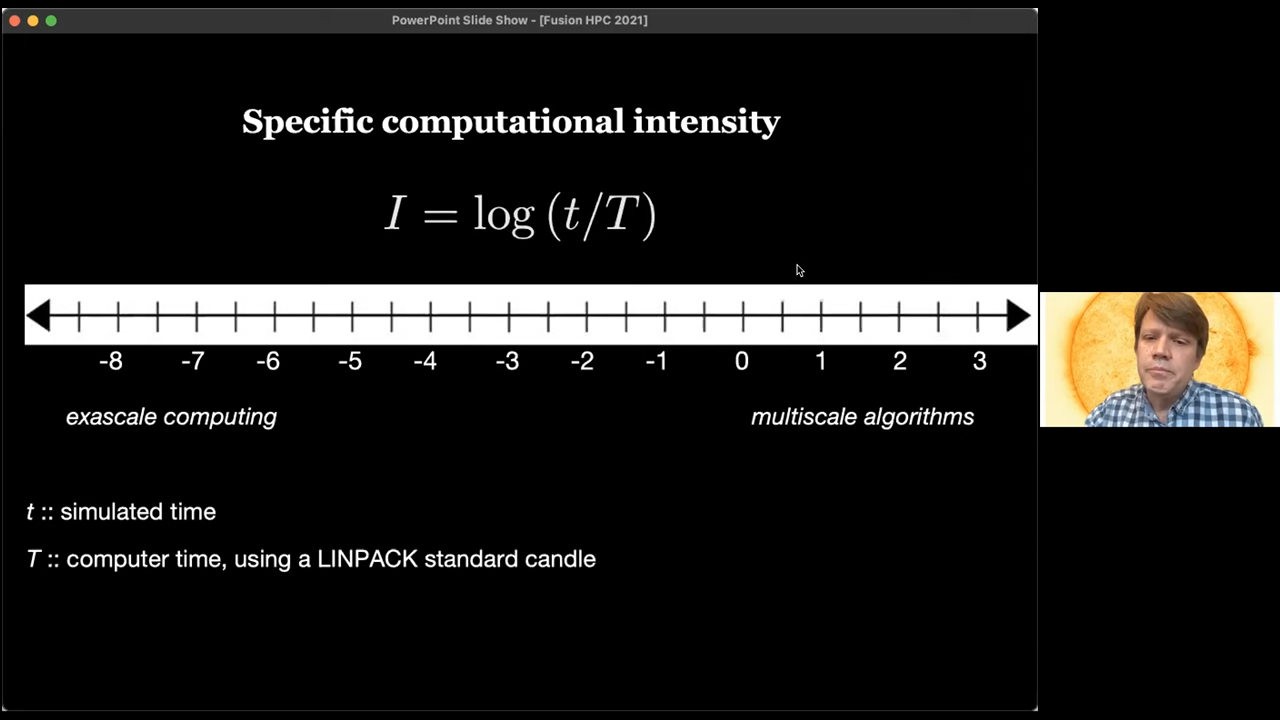 PowerPoint Slide Show - [Fusion HPC 2021]
Specific computational intensity
I = log (t/T)
-8 -7 -6 -5 -4 -3 -2 -1 0 1 2 3
exascale computing multiscale algorithms
t :: simulated time
T :: computer time, using a LINPACK standard candle